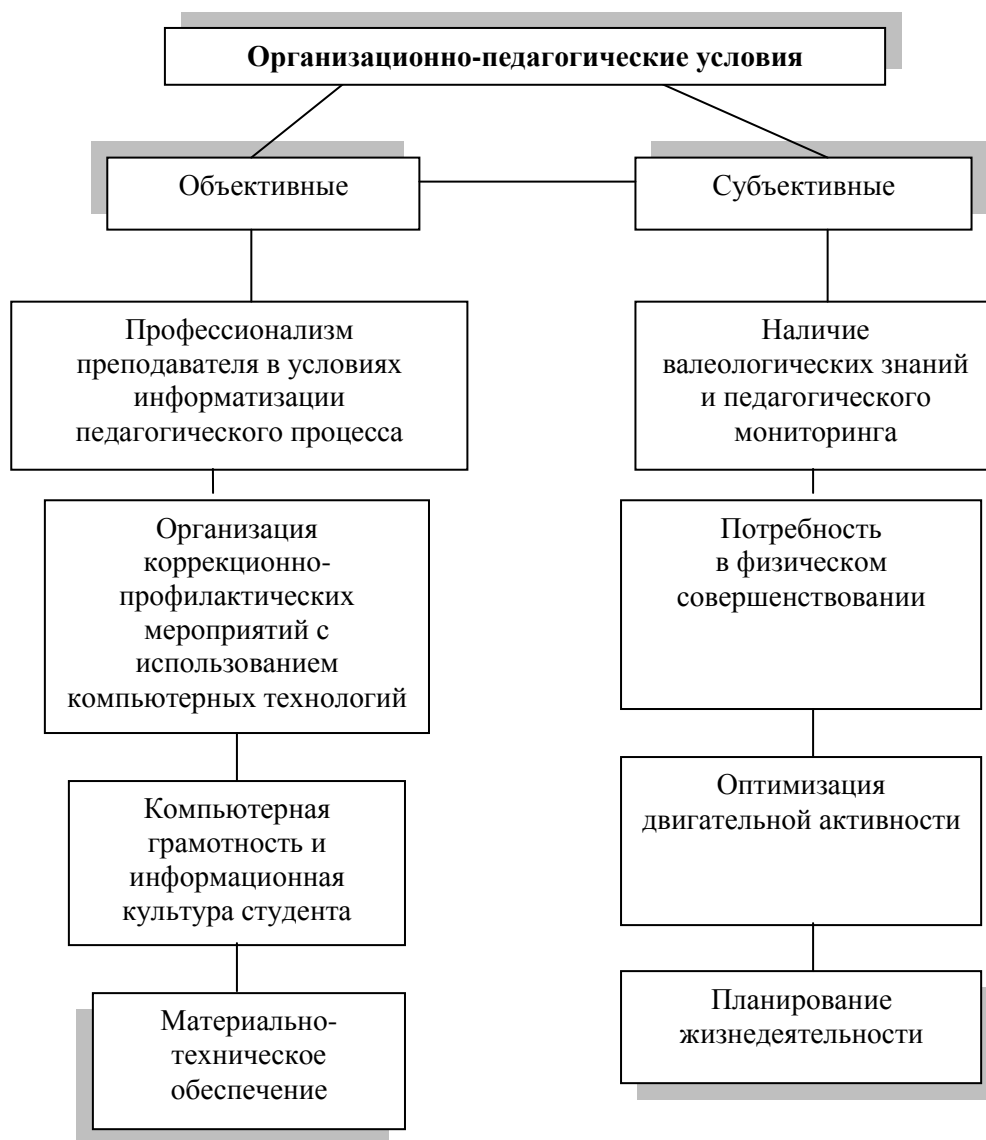 Организационно-педагогические условия
Объективные
Субъективные
Профессионализм
преподавателя в условиях
информатизации
педагогического процесса
Наличие
валеологических знаний
и педагогического
мониторинга
Организация
коррекционно-
профилактических
мероприятий с
использованием
компьютерных технологий
Потребность
в физическом
совершенствовании
Компьютерная
грамотность и
информационная
культура студента
Оптимизация
двигательной активности
Материально-
техническое
обеспечение
Планирование
жизнедеятельности